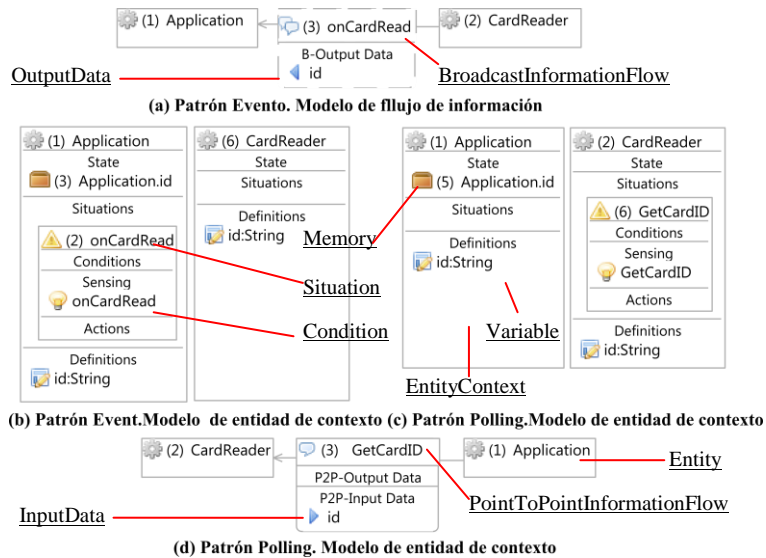 (1) Application
(3) onCardRead
(2) CardReader
B-Output Data
id
OutputData
BroadcastInformationFlow
(a) Patrón Evento. Modelo de fllujo de información
(1) Application
State
(3) Application.id
Situations
(2) onCardRead
Conditions
Sensing
onCardRead
Actions
Definitions
id:String
(6) CardReader
State
Situations
Definitions
id:String
Memory
Situation
Condition
(1) Application
State
(5) Application.id
Situations
Definitions
id:String
Variable
EntityContext
(2) CardReader
State
Situations
(6) GetCardID
Conditions
Sensing
GetCardID
Actions
Definitions
id:String
(b) Patrón Event.Modelo de entidad de contexto (c) Patrón Polling.Modelo de entidad de contexto
(2) CardReader
(3) GetCardID
(1) Application
P2P-Output Data
P2P-Input Data
id
Entity
PointToPointInformationFlow
InputData
(d) Patrón Polling. Modelo de entidad de contexto